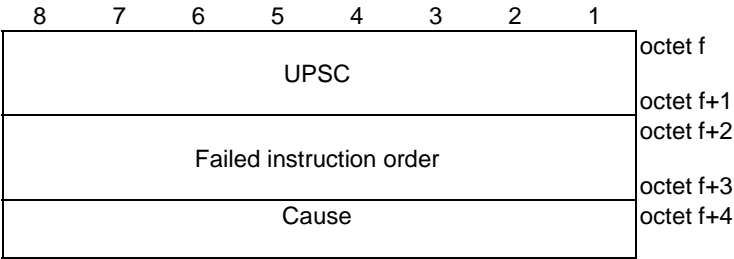 8 7 6 5 4 3 2 1
octet f
UPSC
octet f+1
octet f+2
Failed instruction order
octet f+3
Cause octet f+4